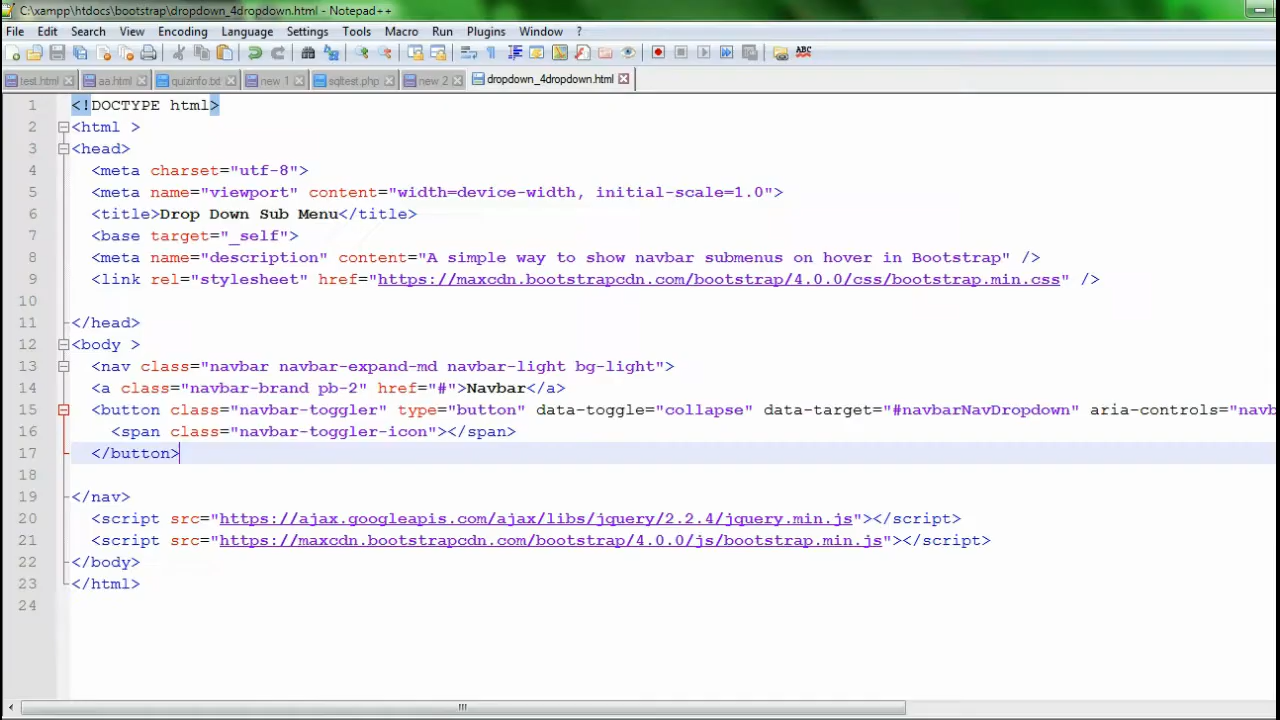 C:\xampp\htdocs\bootstrap\dropdown_4dropdown.html - Notepad++
File Edit Search View Encoding Language Settings Tools Macro Run Plugins Window ?
ABC
test.html aa.html quizinfo.txt new 1 sqltest.php new 2 dropdown_4dropdown.html
1 <!DOCTYPE html>
2 <html >
3 <head>
4 <meta charset="utf-8">
5 <meta name="viewport" content="width=device-width, initial-scale=1.0">
6 <title>Drop Down Sub Menu</title>
7 <base target="_self">
8 <meta name="description" content="A simple way to show navbar submenus on hover in Bootstrap" />
9 <link rel="stylesheet" href="https://maxcdn.bootstrapcdn.com/bootstrap/4.0.0/css/bootstrap.min.css" />
10
11 </head>
12 <body >
13 <nav class="navbar navbar-expand-md navbar-light bg-light">
14 <a class="navbar-brand pb-2" href="#">Navbar</a>
15 <button class="navbar-toggler" type="button" data-toggle="collapse" data-target="#navbarNavDropdown" aria-controls="navb
16 <span class="navbar-toggler-icon"></span>
17 </button>
18
19 </nav>
20 <script src="https://ajax.googleapis.com/ajax/libs/jquery/2.2.4/jquery.min.js"></script>
21 <script src="https://maxcdn.bootstrapcdn.com/bootstrap/4.0.0/js/bootstrap.min.js"></script>
22 </body>
23 </html>
24